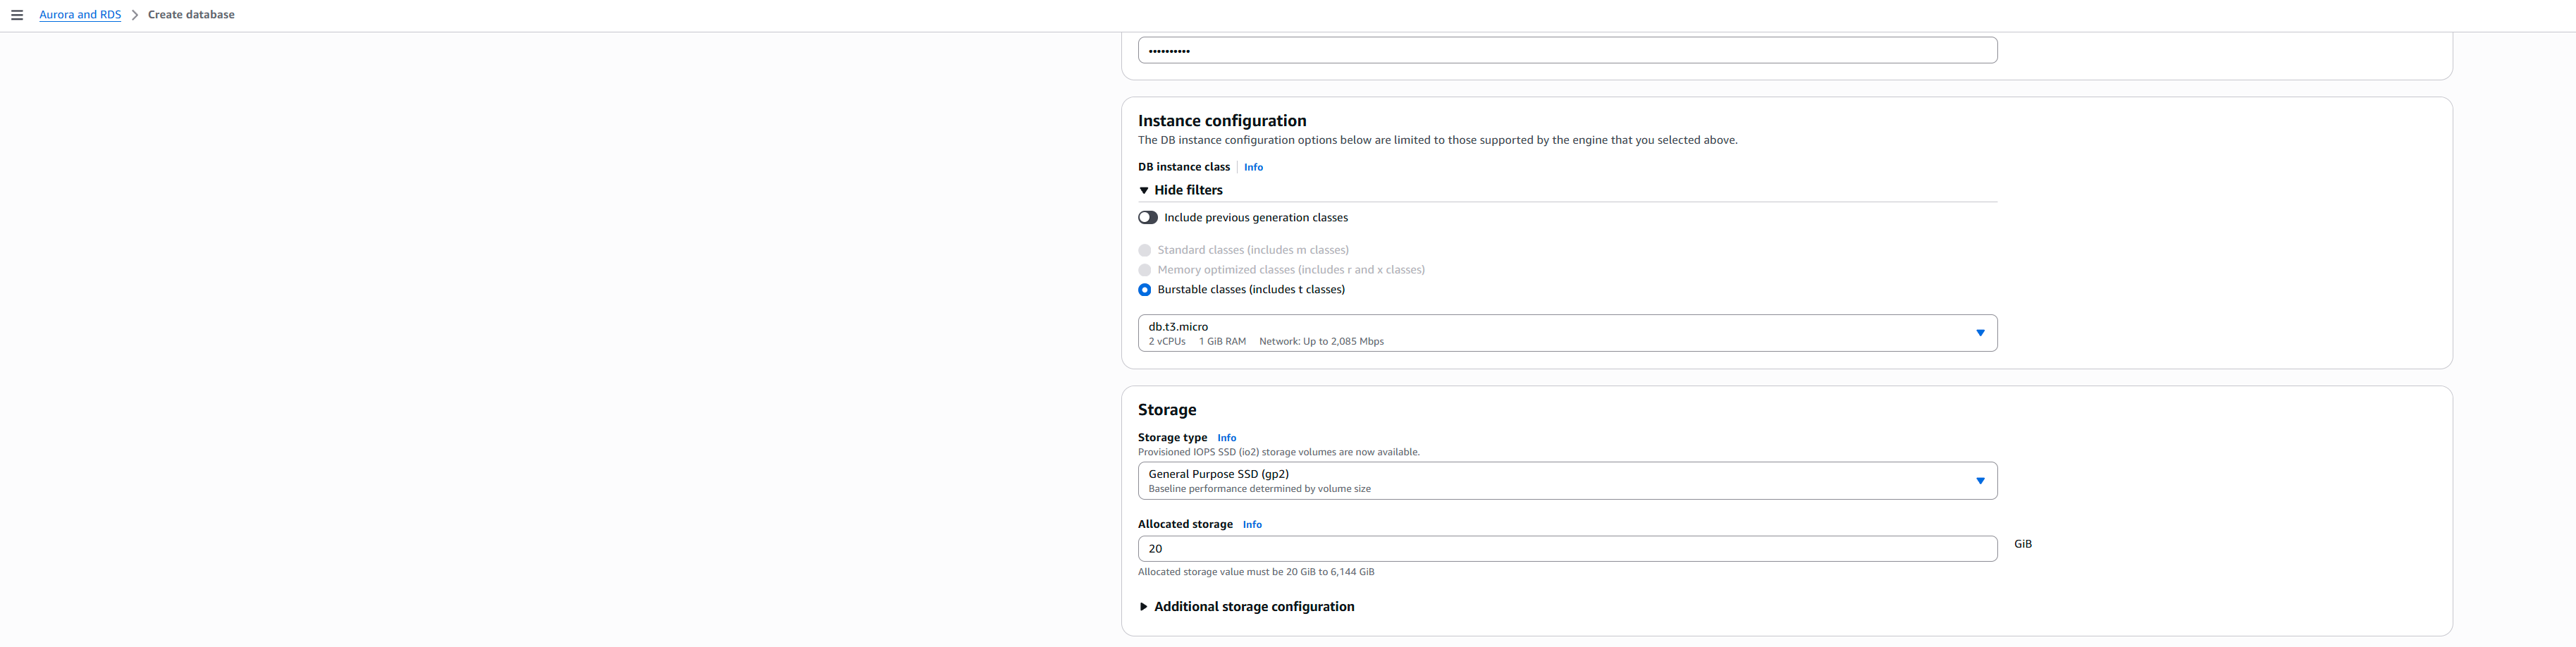 Aurora and RDS > Create database
••••••••••
Instance configuration
The DB instance configuration options below are limited to those supported by the engine that you selected above.
DB instance class | Info
Hide filters
Include previous generation classes
Standard classes (includes m classes)
Memory optimized classes (includes r and x classes)
Burstable classes (includes t classes)
db.t3.micro
2 vCPUs 1 GiB RAM Network: Up to 2,085 Mbps
Storage
Storage type Info
Provisioned IOPS SSD (io2) storage volumes are now available.
General Purpose SSD (gp2)
Baseline performance determined by volume size
Allocated storage Info
20 GiB
Allocated storage value must be 20 GiB to 6,144 GiB
Additional storage configuration